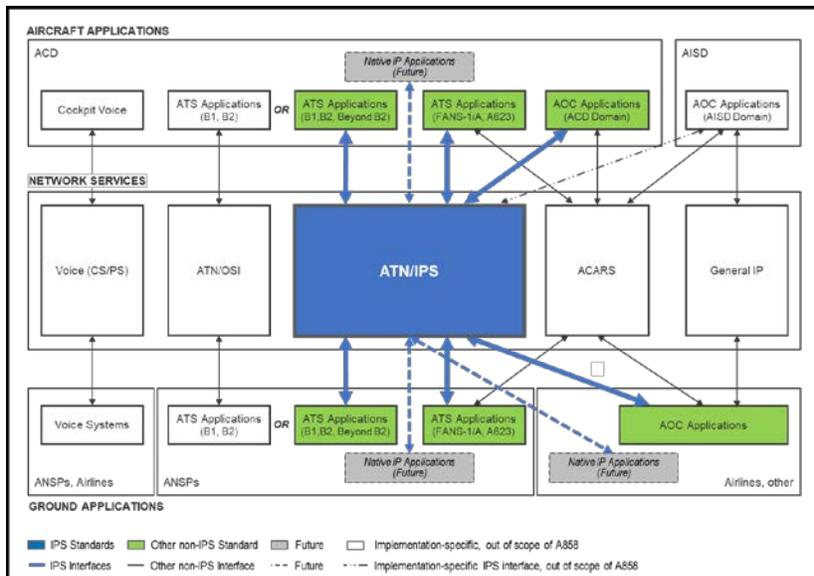 AIRCRAFT APPLICATIONS
ACD
AISD
Native IP Applications
(Future)
Cockpit Voice
ATS Applications
(B1, B2)
OR
ATS Applications
(B1,B2, Beyond B2)
ATS Applications
(FANS-1/A, A623)
AOC Applications
(ACD Domain)
AOC Applications
(AISD Domain)
NETWORK SERVICES
Voice (CS/PS)
ATN/OSI
ATN/IPS
ACARS
General IP
Voice Systems
ATS Applications
(B1, B2)
OR
ATS Applications
(B1,B2, Beyond B2)
ATS Applications
(FANS-1/A, A623)
AOC Applications
Native IP Applications
(Future)
Native IP Applications
(Future)
ANSPs, Airlines
ANSPs
Airlines, other
GROUND APPLICATIONS
IPS Standards
Other non-IPS Standard
Future
Implementation-specific, out of scope of A858
IPS Interfaces
Other non-IPS Interface
Future
Implementation-specific IPS interface, out of scope of A858